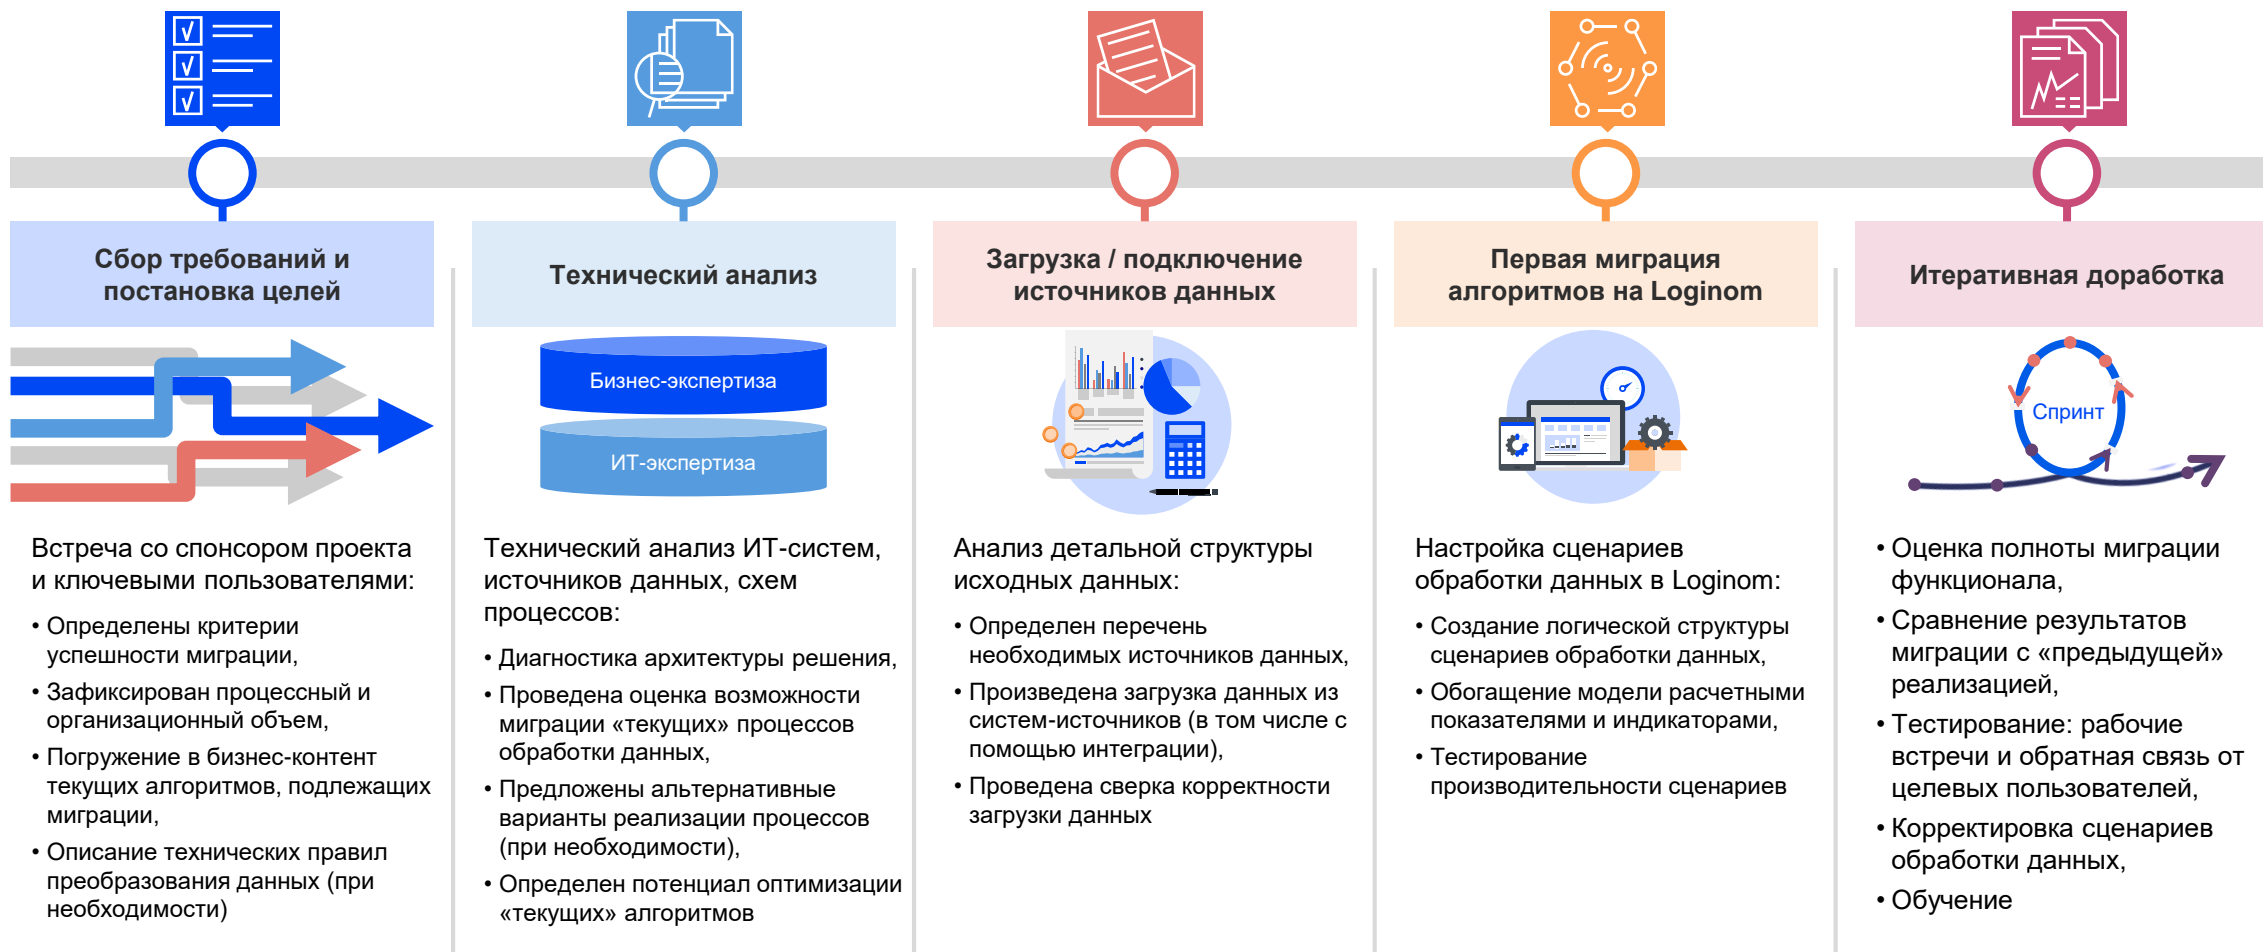 Сбор требований и
постановка целей
Встреча со спонсором проекта
и ключевыми пользователями:
• Определены критерии
успешности миграции,
• Зафиксирован процессный и
организационный объем,
• Погружение в бизнес-контент
текущих алгоритмов, подлежащих
миграции,
• Описание технических правил
преобразования данных (при
необходимости)
Технический анализ
Бизнес-экспертиза
ИТ-экспертиза
Технический анализ ИТ-систем,
источников данных, схем
процессов:
• Диагностика архитектуры решения,
• Проведена оценка возможности
миграции «текущих» процессов
обработки данных,
• Предложены альтернативные
варианты реализации процессов
(при необходимости),
• Определен потенциал оптимизации
«текущих» алгоритмов
Загрузка / подключение
источников данных
Анализ детальной структуры
исходных данных:
• Определен перечень
необходимых источников данных,
• Произведена загрузка данных из
систем-источников (в том числе с
помощью интеграции),
• Проведена сверка корректности
загрузки данных
Первая миграция
алгоритмов на Loginom
Настройка сценариев
обработки данных в Loginom:
• Создание логической структуры
сценариев обработки данных,
• Обогащение модели расчетными
показателями и индикаторами,
• Тестирование
производительности сценариев
Итеративная доработка
Спринт
• Оценка полноты миграции
функционала,
• Сравнение результатов
миграции с «предыдущей»
реализацией,
• Тестирование: рабочие
встречи и обратная связь от
целевых пользователей,
• Корректировка сценариев
обработки данных,
• Обучение